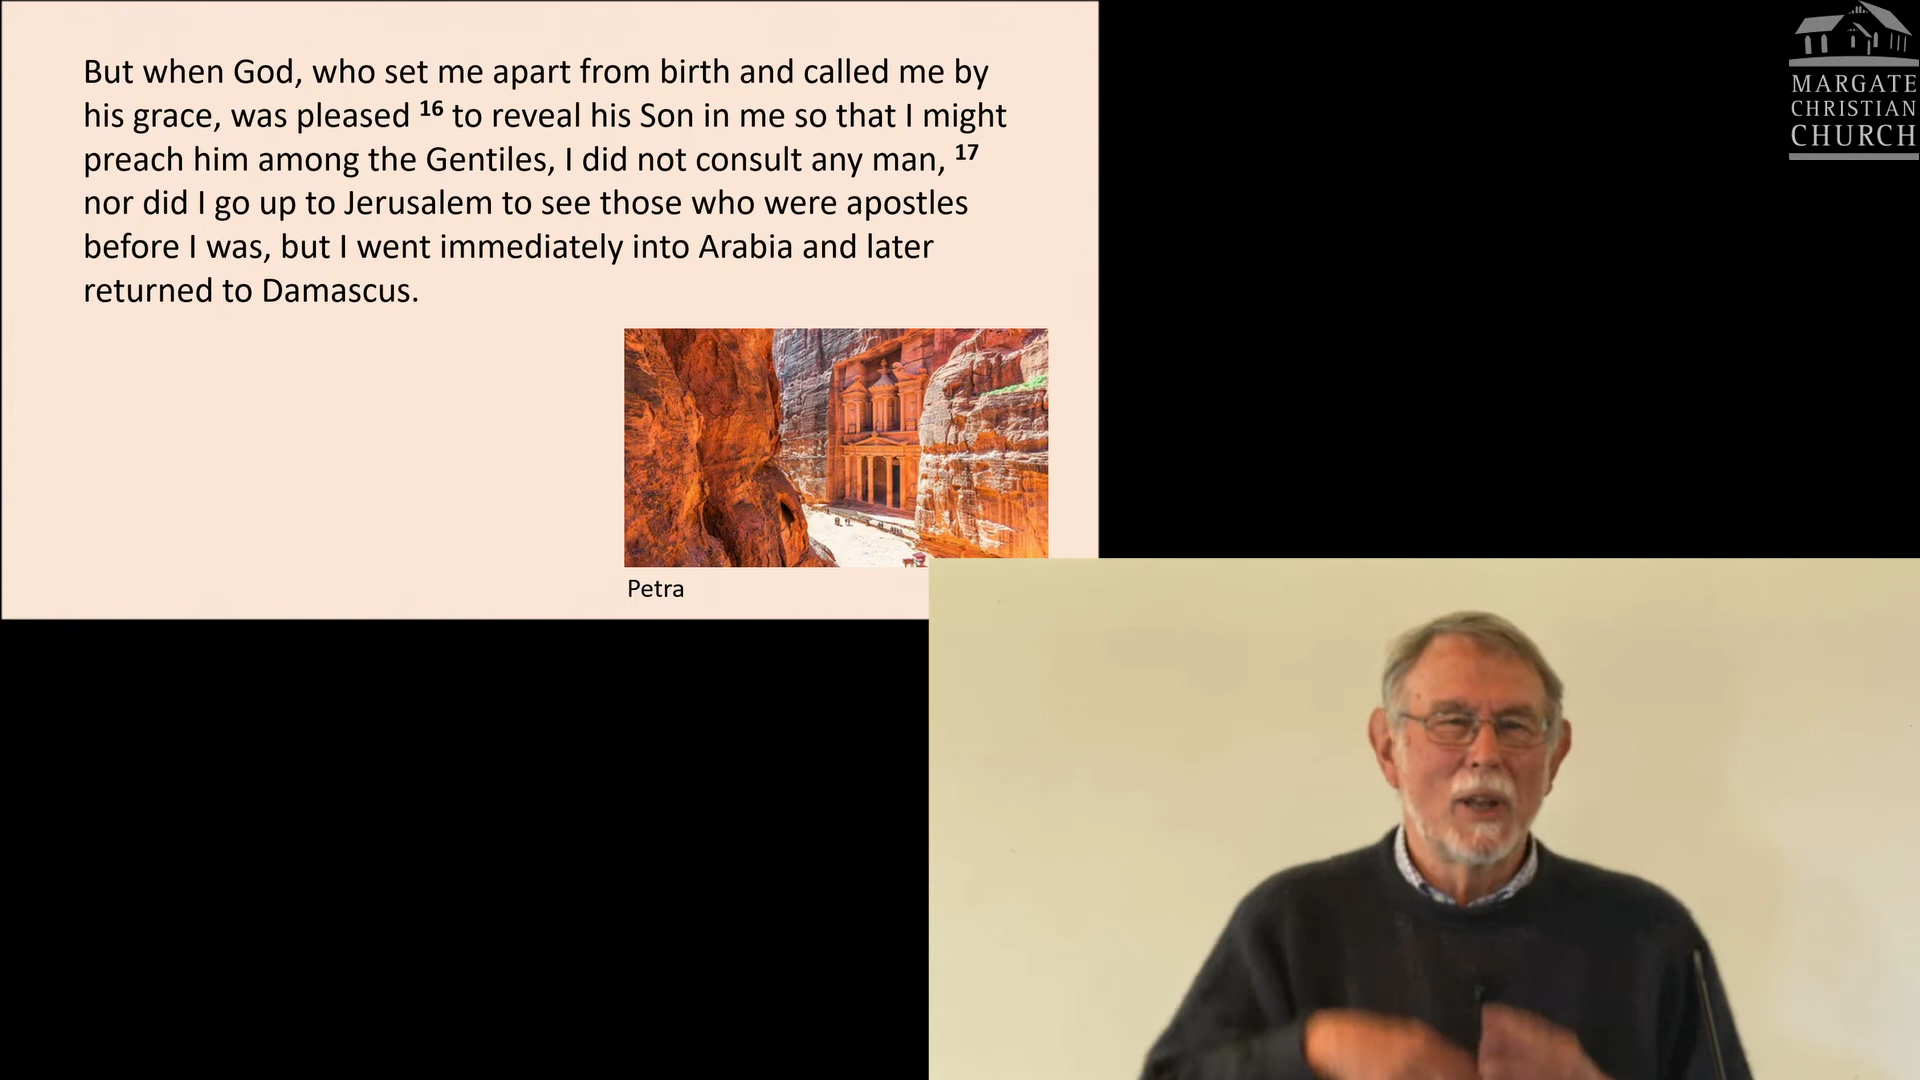 But when God, who set me apart from birth and called me by
his grace, was pleased 16 to reveal his Son in me so that I might
preach him among the Gentiles, I did not consult any man, 17
nor did I go up to Jerusalem to see those who were apostles
before I was, but I went immediately into Arabia and later
returned to Damascus.
Petra
MARGATE
CHRISTIAN
CHURCH